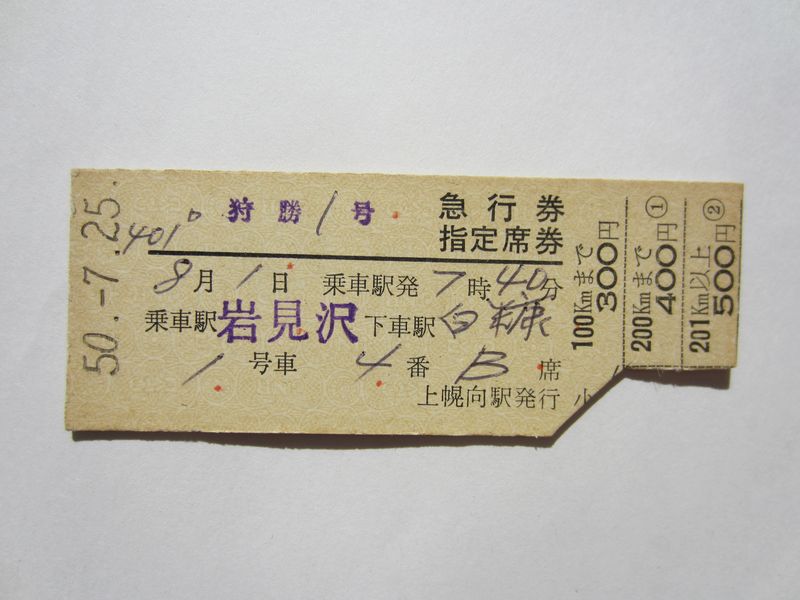 50.-7.25.
401D
狩勝1号
急行券
指定席券
8月1日 乗車駅発7時40分
乗車駅 岩見沢 下車駅 白糠
1号車 4番 B席
上幌向駅発行 小
100Kmまで 300円
200Kmまで 400円 ①
201Km以上 500円 ②